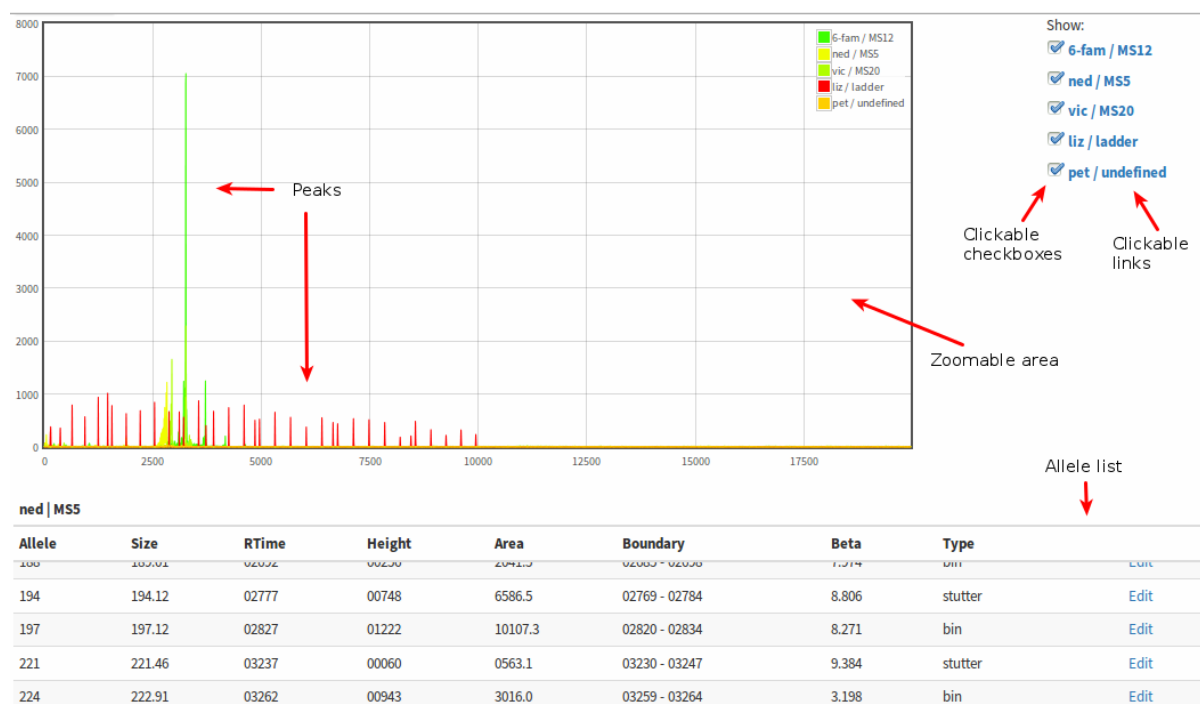 8000
7000
6000
5000
4000
3000
2000
1000
0
0 2500 5000 7500 10000 12500 15000 17500
6-fam / MS12
ned / MS5
vic / MS20
liz / ladder
pet / undefined
Peaks
Show:
6-fam / MS12
ned / MS5
vic / MS20
liz / ladder
pet / undefined
Clickable
checkboxes
Clickable
links
Zoomable area
Allele list
ned | MS5
Allele Size RTime Height Area Boundary Beta Type
bin Edit
194 194.12 02777 00748 6586.5 02769 - 02784 8.806 stutter Edit
197 197.12 02827 01222 10107.3 02820 - 02834 8.271 bin Edit
221 221.46 03237 00060 0563.1 03230 - 03247 9.384 stutter Edit
224 222.91 03262 00943 3016.0 03259 - 03264 3.198 bin Edit